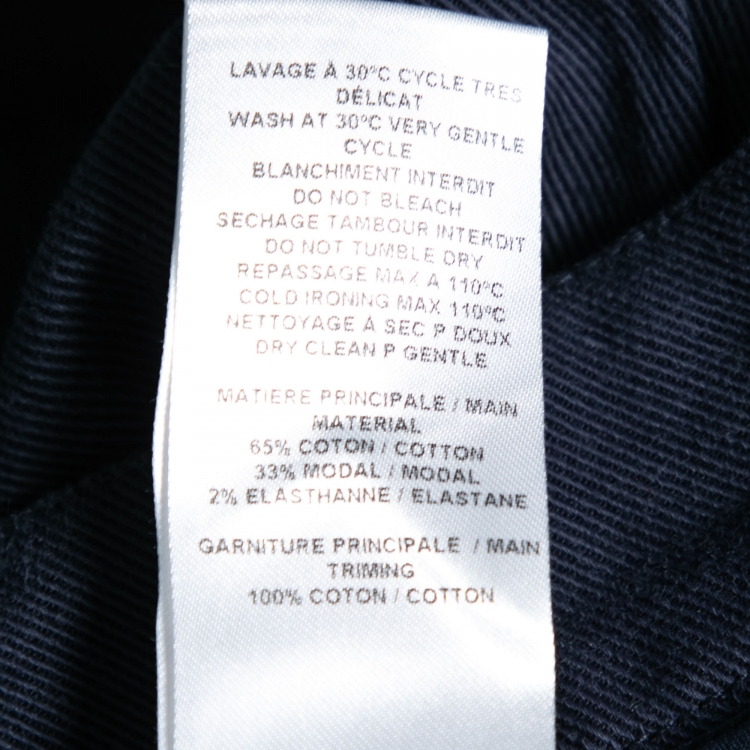 LAVAGE À 30°C CYCLE TRES
DÉLICAT
WASH AT 30°C VERY GENTLE
CYCLE
BLANCHIMENT INTERDIT
DO NOT BLEACH
SECHAGE TAMBOUR INTERDIT
DO NOT TUMBLE DRY
REPASSAGE MAX A 110°C
COLD IRONING MAX 110°C
NETTOYAGE À SEC P DOUX
DRY CLEAN P GENTLE
MATIERE PRINCIPALE / MAIN
MATERIAL
65% COTON / COTTON
33% MODAL / MODAL
2% ELASTHANNE / ELASTANE
GARNITURE PRINCIPALE / MAIN
TRIMING
100% COTON / COTTON